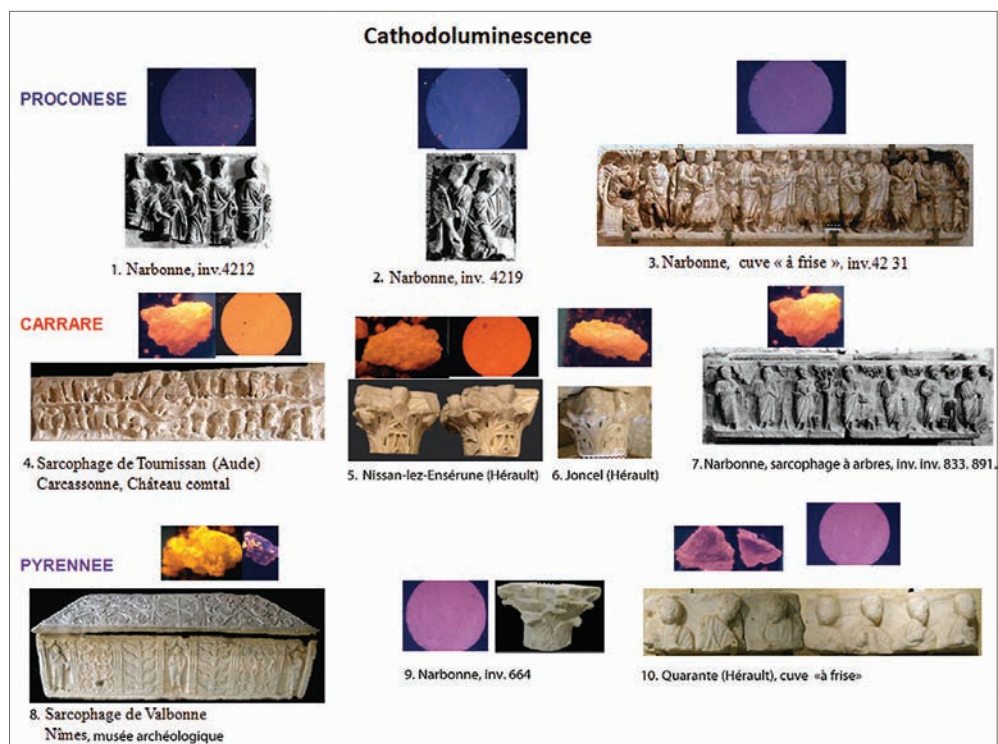 Cathodoluminescence
PROCONESE
1. Narbonne, inv.4212
2. Narbonne, inv. 4219
3. Narbonne, cuve « à frise », inv.42 31
CARRARE
4. Sarcophage de Tournissan (Aude)
Carcassonne, Château comtal
5. Nissan-lez-Ensérune (Hérault)
6. Joncel (Hérault)
7. Narbonne, sarcophage à arbres, inv. inv. 833. 891.
PYRENNEE
8. Sarcophage de Valbonne
Nîmes, musée archéologique
9. Narbonne, inv. 664
10. Quarante (Hérault), cuve «à frise»